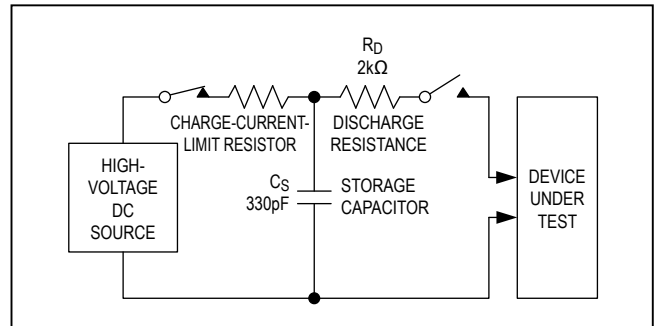 R_D
2kΩ
CHARGE-CURRENT-
LIMIT RESISTOR
DISCHARGE
RESISTANCE
HIGH-
VOLTAGE
DC
SOURCE
C_S
330pF
STORAGE
CAPACITOR
DEVICE
UNDER
TEST